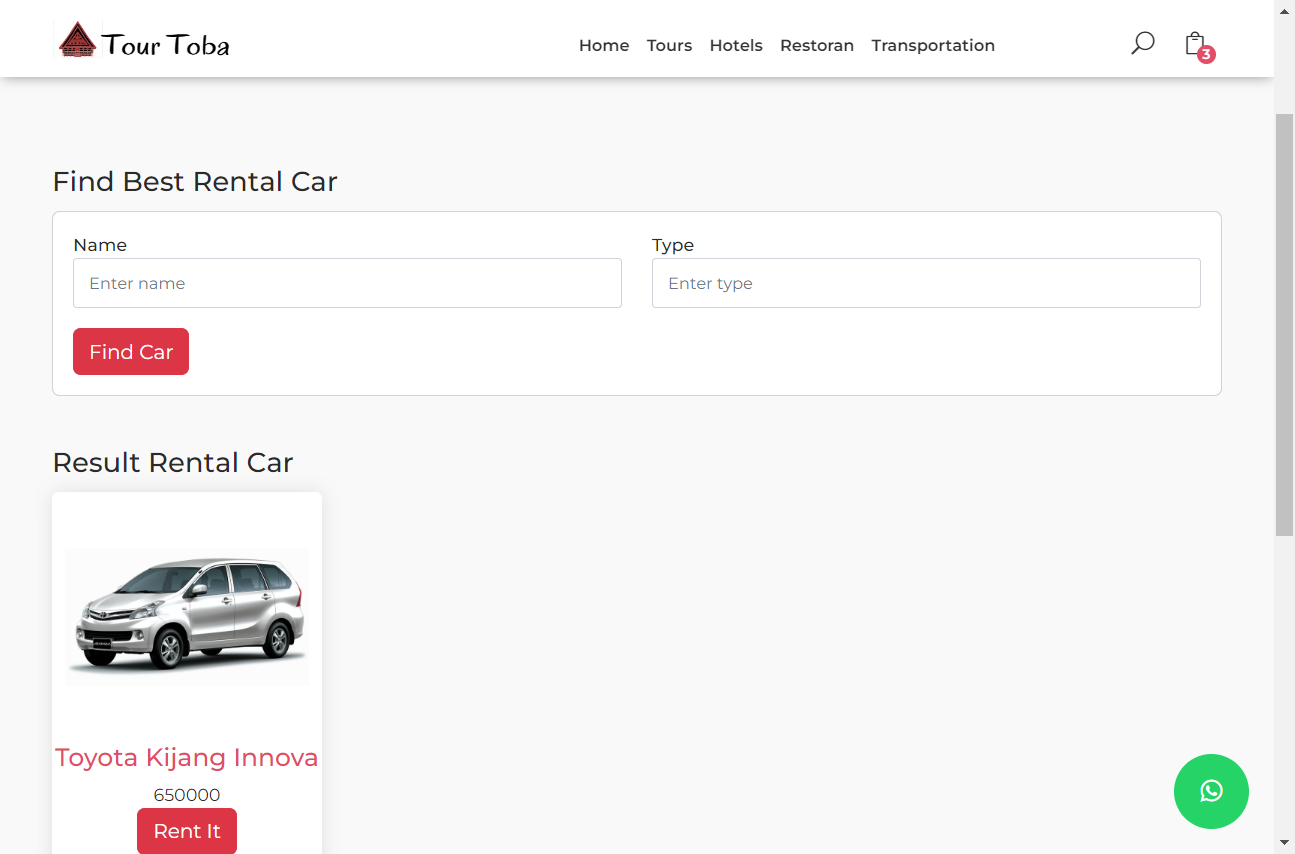 Tour Toba
Home Tours Hotels Restoran Transportation
3
Find Best Rental Car
Name Type
Enter name Enter type
Find Car
Result Rental Car
Toyota Kijang Innova
650000
Rent It